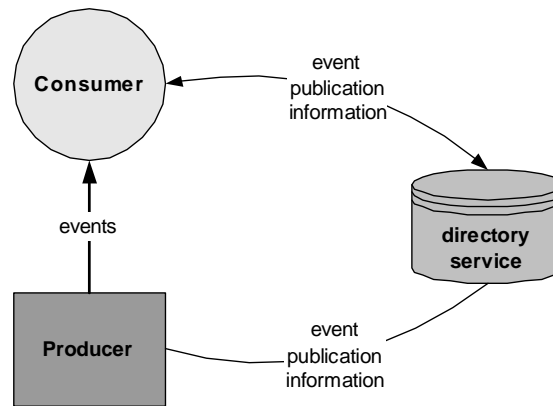 Consumer
event
publication
information
events
directory
service
Producer
event
publication
information